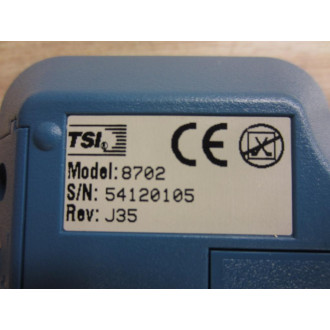 TSI
CE
Model: 8702
S/N: 54120105
Rev: J35